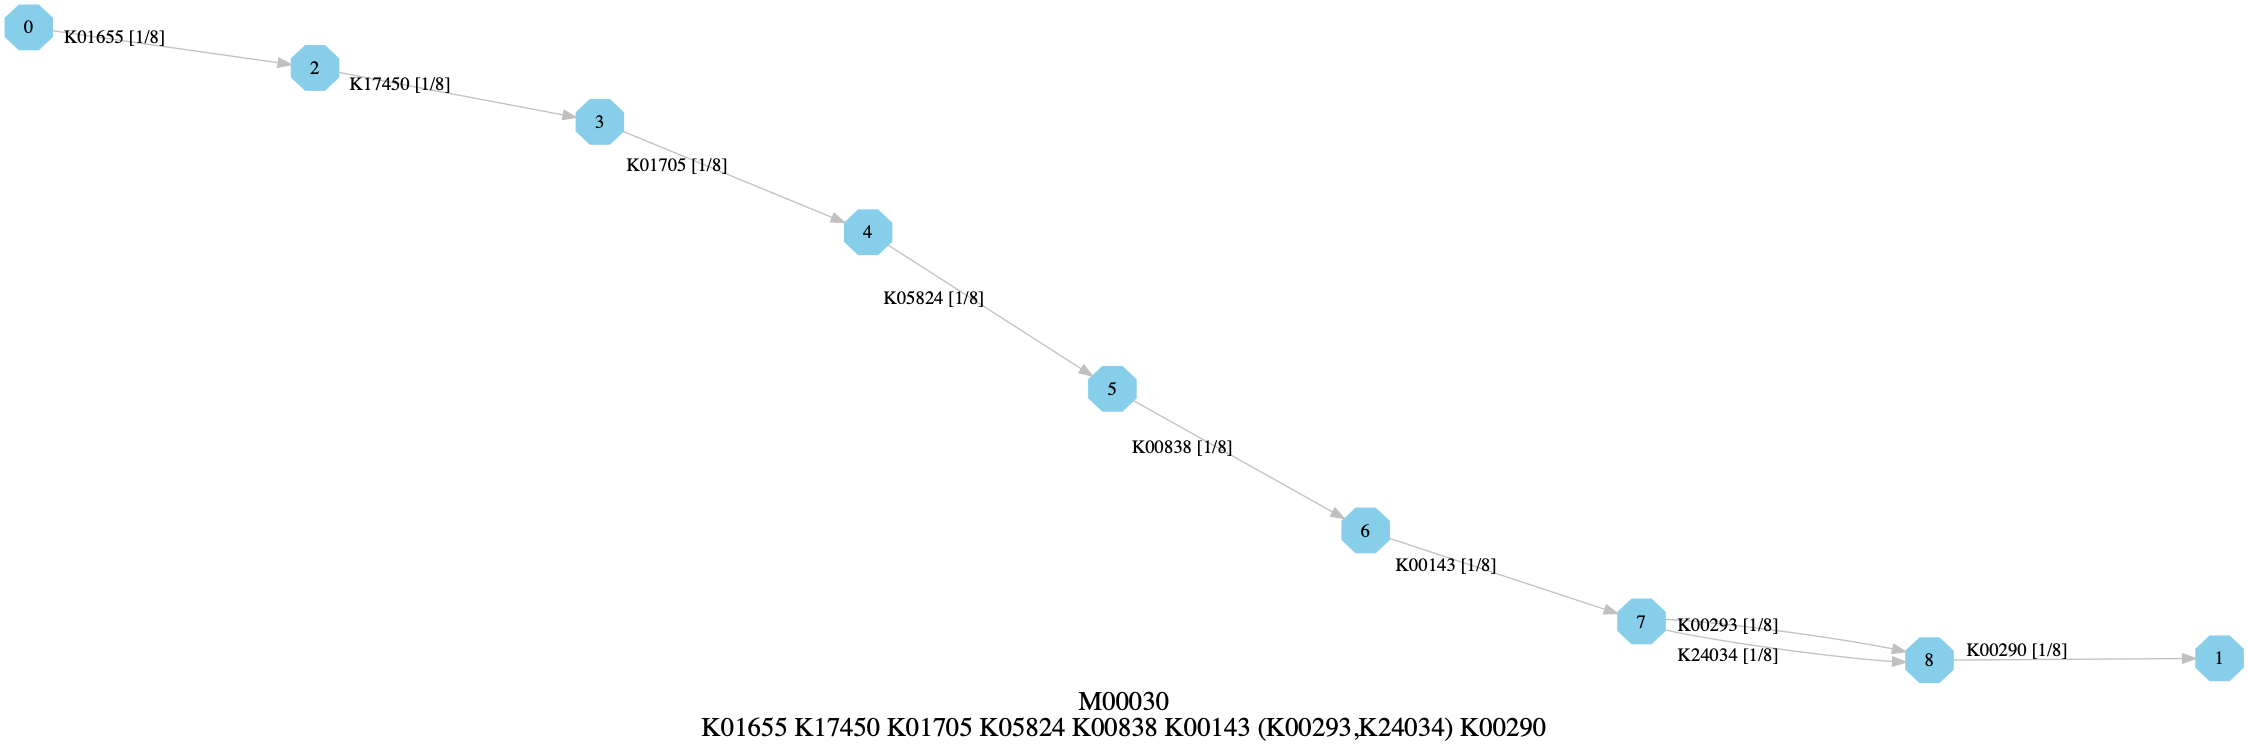 0
K01655 [1/8]
2
K17450 [1/8]
3
K01705 [1/8]
4
K05824 [1/8]
5
K00838 [1/8]
6
K00143 [1/8]
7
K00293 [1/8]
K24034 [1/8]
8
K00290 [1/8]
1
M00030
K01655 K17450 K01705 K05824 K00838 K00143 (K00293,K24034) K00290